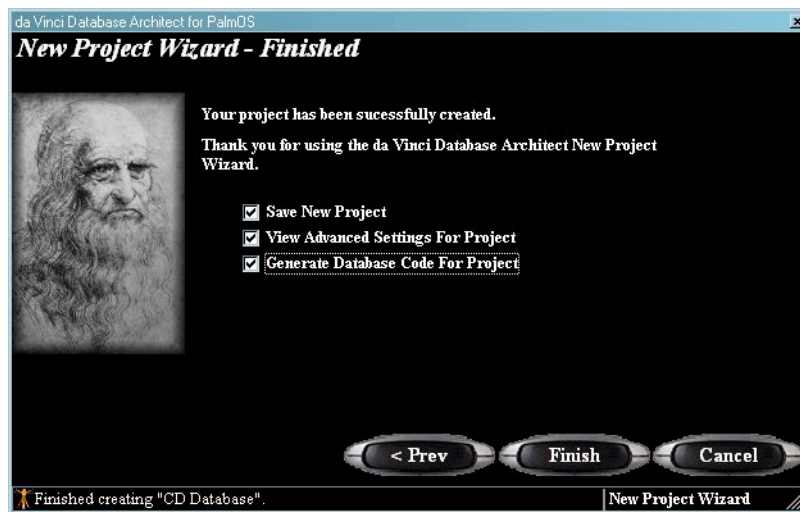 da Vinci Database Architect for PalmOS
New Project Wizard - Finished
Your project has been sucessfully created.
Thank you for using the da Vinci Database Architect New Project
Wizard.
Save New Project
View Advanced Settings For Project
Generate Database Code For Project
< Prev
Finish
Cancel
Finished creating "CD Database".
New Project Wizard